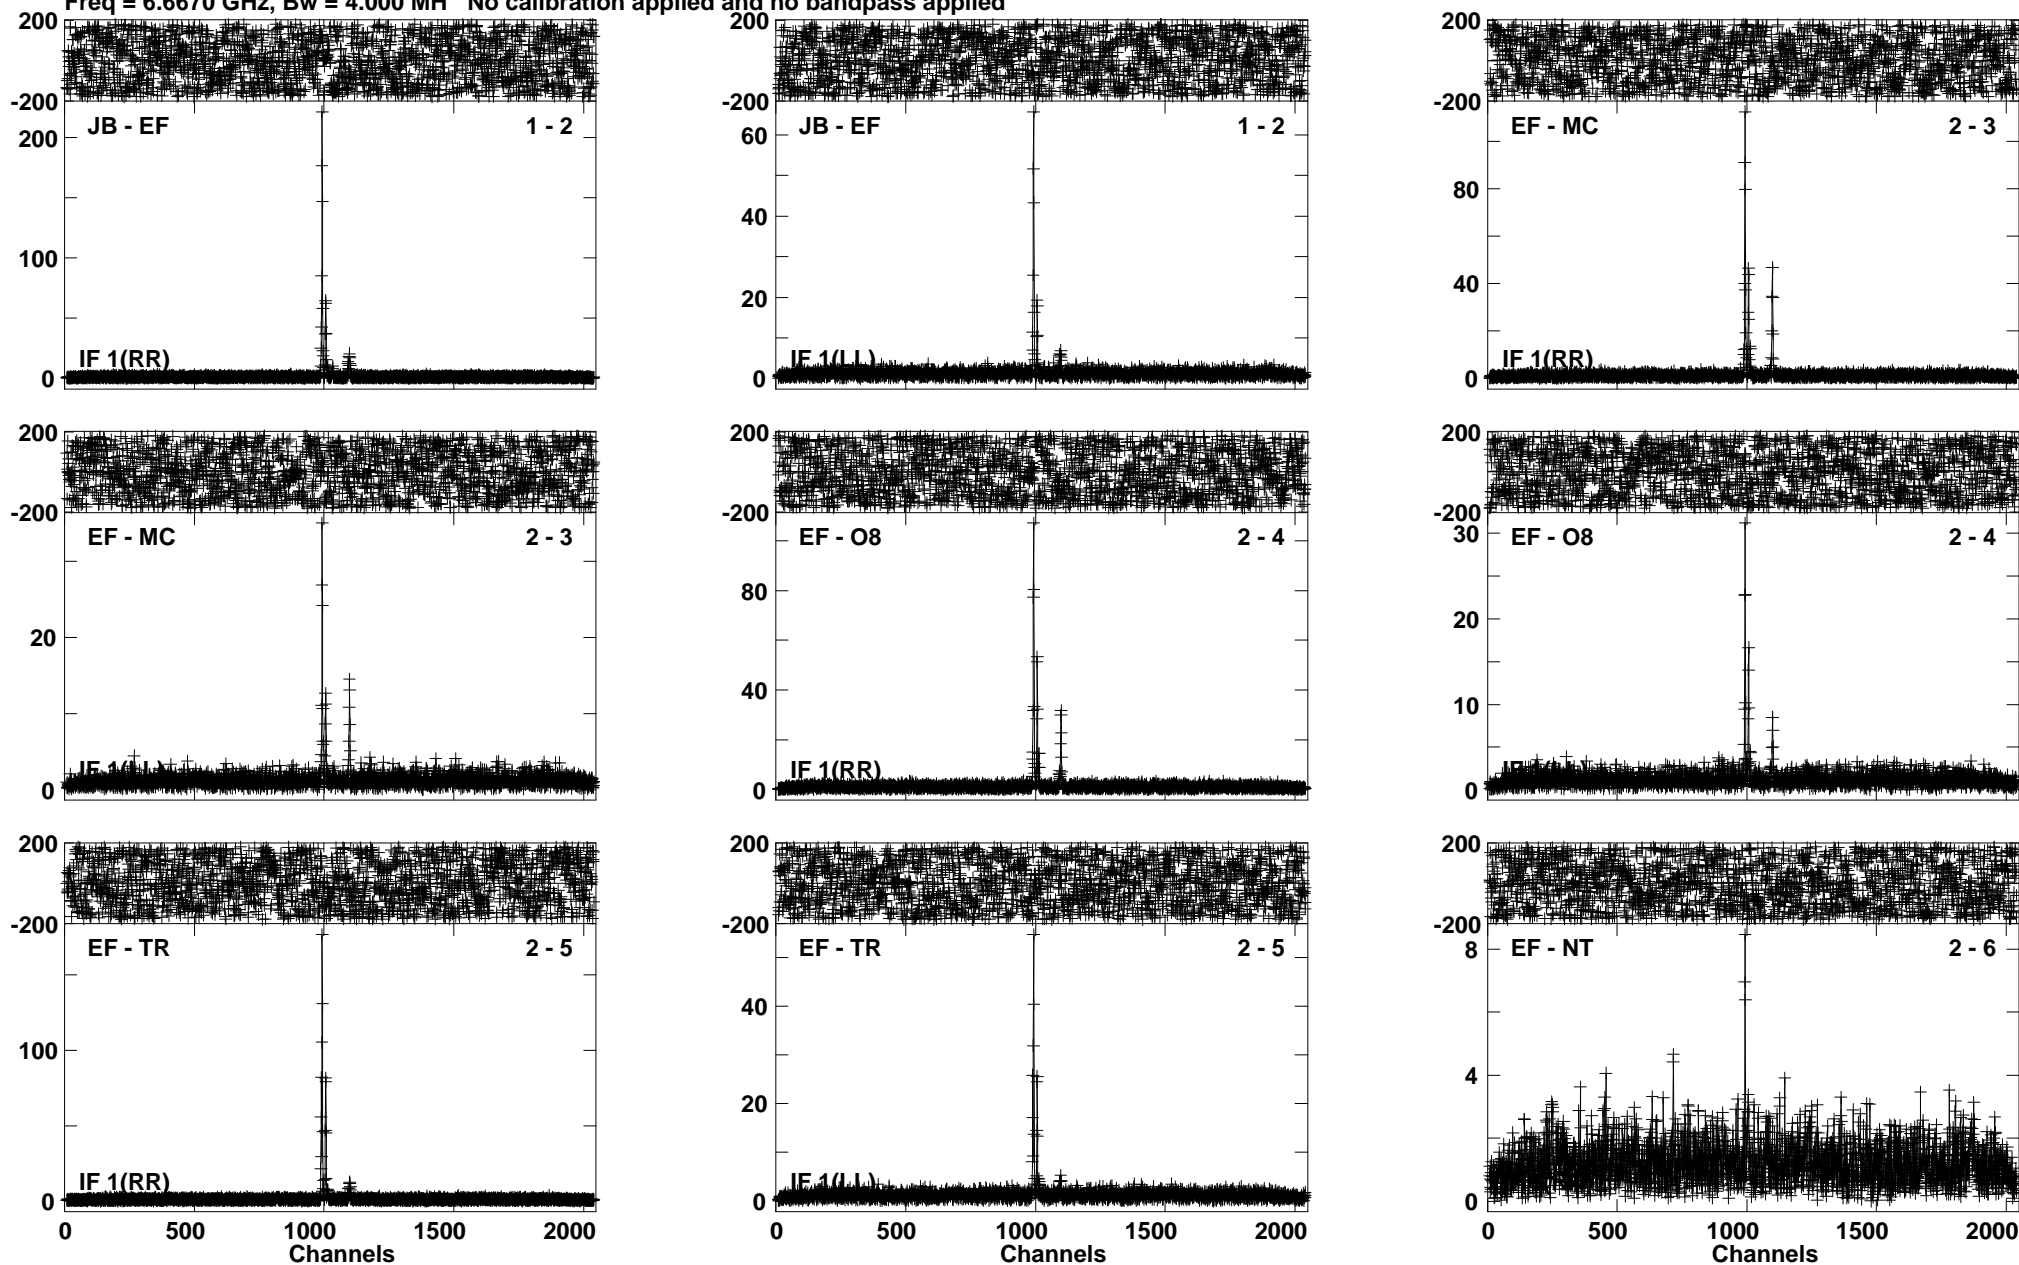 Freq = 6.6670 GHz, Bw = 4.000 MH No calibration applied and no bandpass applied
200 200 200
-200 -200 -200
JB - EF 1 - 2 JB - EF 1 - 2 EF - MC 2 - 3
200 60 80
100 40 40
20
IF 1(RR) IF 1(LL) IF 1(RR)
0 0 0
200 200 200
-200 -200 -200
EF - MC 2 - 3 EF - O8 2 - 4 EF - O8 2 - 4
20 80 30
40 20
10
IF 1(LL) IF 1(RR)
0 0 0
200 200 200
-200 -200 -200
EF - TR 2 - 5 EF - TR 2 - 5 EF - NT 2 - 6
100 40 8
20 4
IF 1(RR) IF 1(LL)
0 0 0
0 500 1000 1500 2000 0 500 1000 1500 2000 0 500 1000 1500 2000
Channels Channels Channels